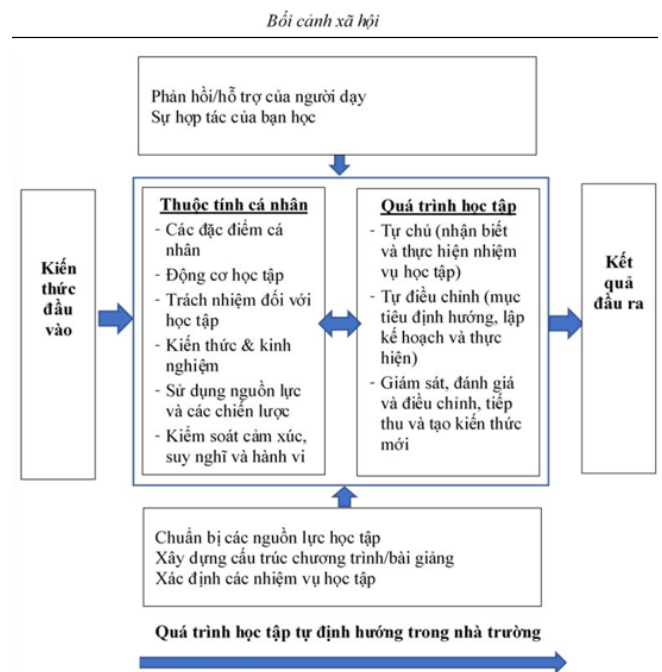 Bối cảnh xã hội
Phản hồi/hỗ trợ của người dạy
Sự hợp tác của bạn học
Kiến
thức
đầu
vào
Thuộc tính cá nhân
- Các đặc điểm cá
nhân
- Động cơ học tập
- Trách nhiệm đối với
học tập
- Kiến thức & kinh
nghiệm
- Sử dụng nguồn lực
và các chiến lược
- Kiểm soát cảm xúc,
suy nghĩ và hành vi
Quá trình học tập
- Tự chủ (nhận biết
và thực hiện nhiệm
vụ học tập)
- Tự điều chỉnh (mục
tiêu định hướng, lập
kế hoạch và thực
hiện)
- Giám sát, đánh giá
và điều chỉnh, tiếp
thu và tạo kiến thức
mới
Kết
quả
đầu ra
Chuẩn bị các nguồn lực học tập
Xây dựng cấu trúc chương trình/bài giảng
Xác định các nhiệm vụ học tập
Quá trình học tập tự định hướng trong nhà trường